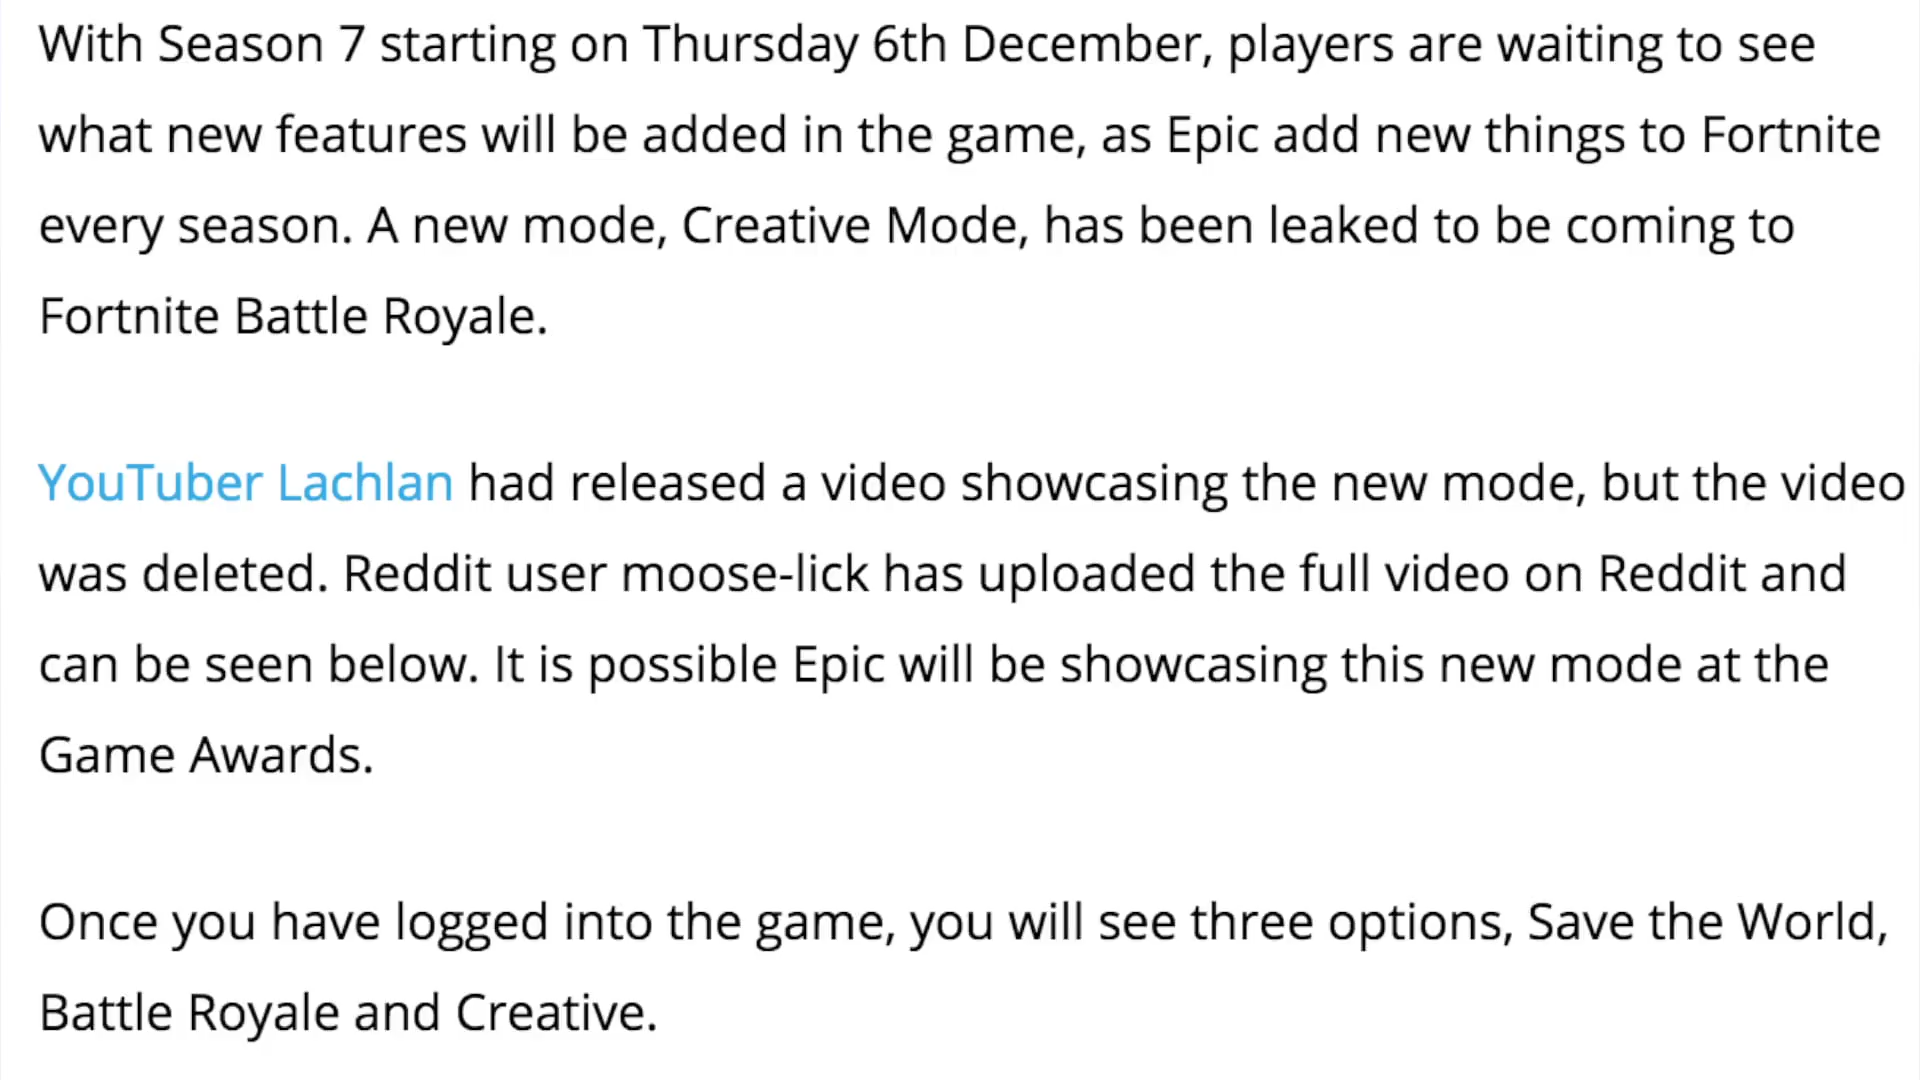 With Season 7 starting on Thursday 6th December, players are waiting to see
what new features will be added in the game, as Epic add new things to Fortnite
every season. A new mode, Creative Mode, has been leaked to be coming to
Fortnite Battle Royale.
YouTuber Lachlan had released a video showcasing the new mode, but the video
was deleted. Reddit user moose-lick has uploaded the full video on Reddit and
can be seen below. It is possible Epic will be showcasing this new mode at the
Game Awards.
Once you have logged into the game, you will see three options, Save the World,
Battle Royale and Creative.